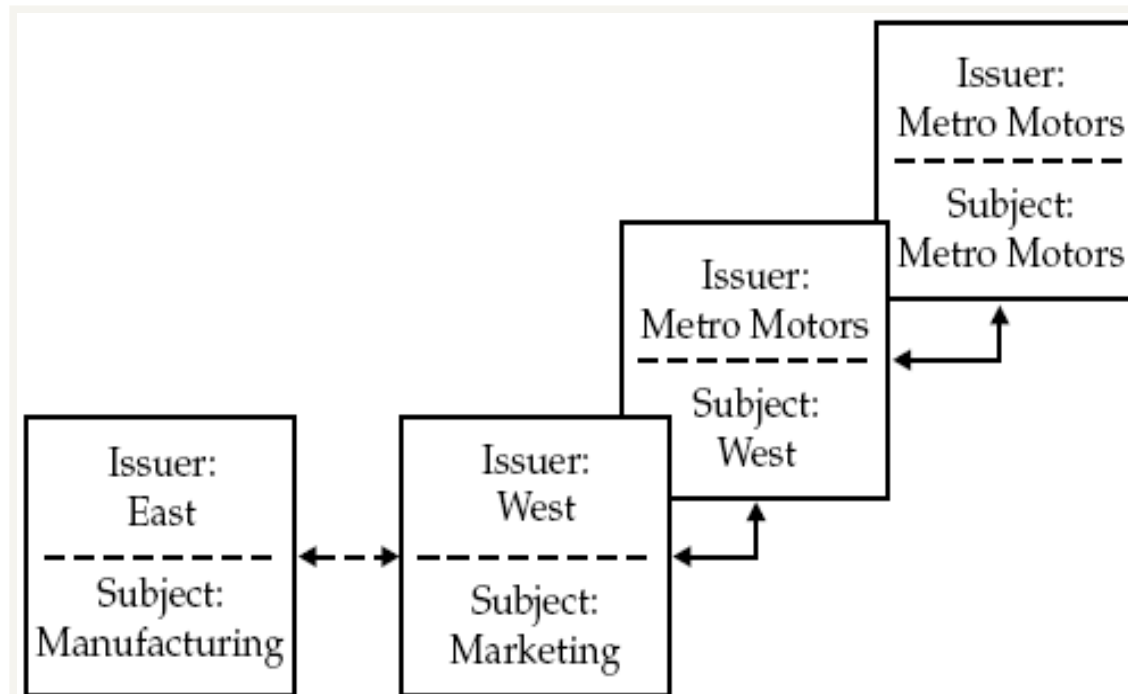 Issuer:
Metro Motors
Subject:
Metro Motors
Issuer:
Metro Motors
Subject:
West
Issuer:
East
Subject:
Manufacturing
Issuer:
West
Subject:
Marketing